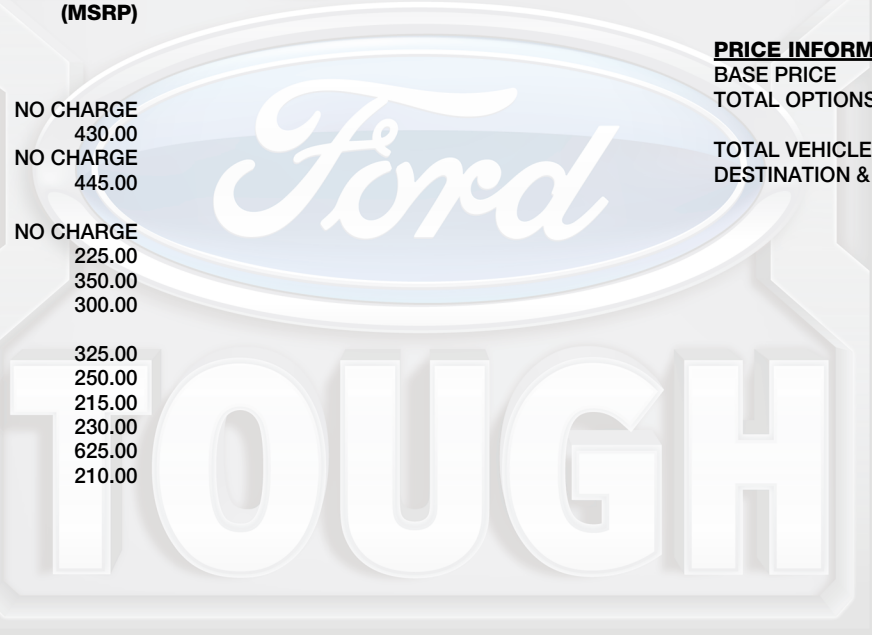 (MSRP)
NO CHARGE
430.00
NO CHARGE
445.00
NO CHARGE
225.00
350.00
300.00
325.00
250.00
215.00
230.00
625.00
210.00
PRICE INFORM
BASE PRICE
TOTAL OPTIONS
TOTAL VEHICLE
DESTINATION &
Ford
TOUGH